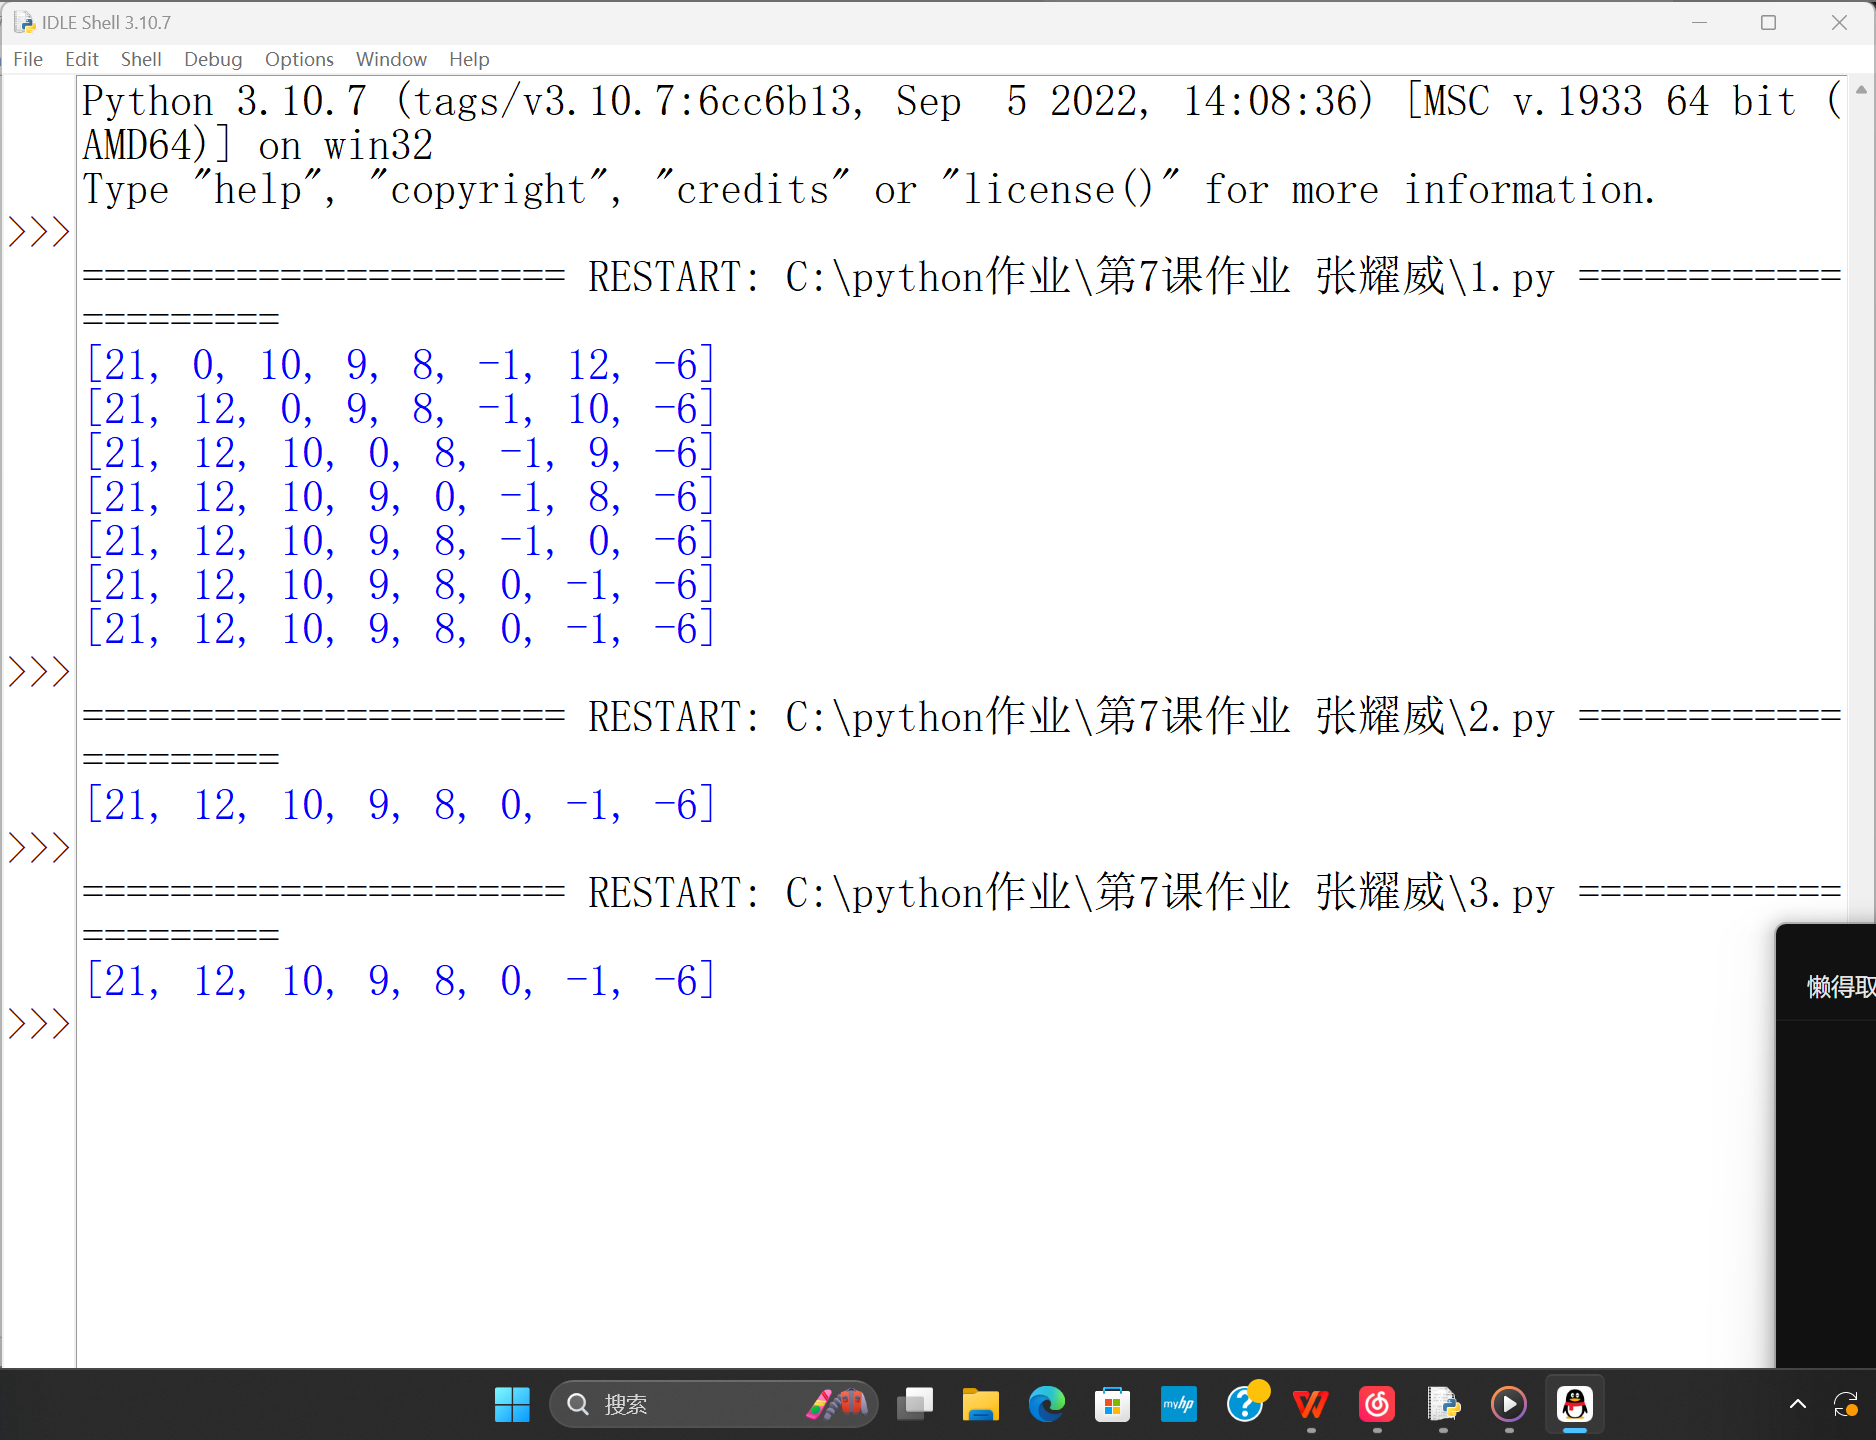 IDLE Shell 3.10.7
File Edit Shell Debug Options Window Help
Python 3.10.7 (tags/v3.10.7:6cc6b13, Sep  5 2022, 14:08:36) [MSC v.1933 64 bit (
AMD64)] on win32
Type "help", "copyright", "credits" or "license()" for more information.
>>>
====================== RESTART: C:\python作业\第7课作业 张耀威\1.py ============
=========
[21, 0, 10, 9, 8, -1, 12, -6]
[21, 12, 0, 9, 8, -1, 10, -6]
[21, 12, 10, 0, 8, -1, 9, -6]
[21, 12, 10, 9, 0, -1, 8, -6]
[21, 12, 10, 9, 8, -1, 0, -6]
[21, 12, 10, 9, 8, 0, -1, -6]
[21, 12, 10, 9, 8, 0, -1, -6]
>>>
====================== RESTART: C:\python作业\第7课作业 张耀威\2.py ============
=========
[21, 12, 10, 9, 8, 0, -1, -6]
>>>
====================== RESTART: C:\python作业\第7课作业 张耀威\3.py ============
=========
[21, 12, 10, 9, 8, 0, -1, -6]
>>>
懒得取
搜索
myhp